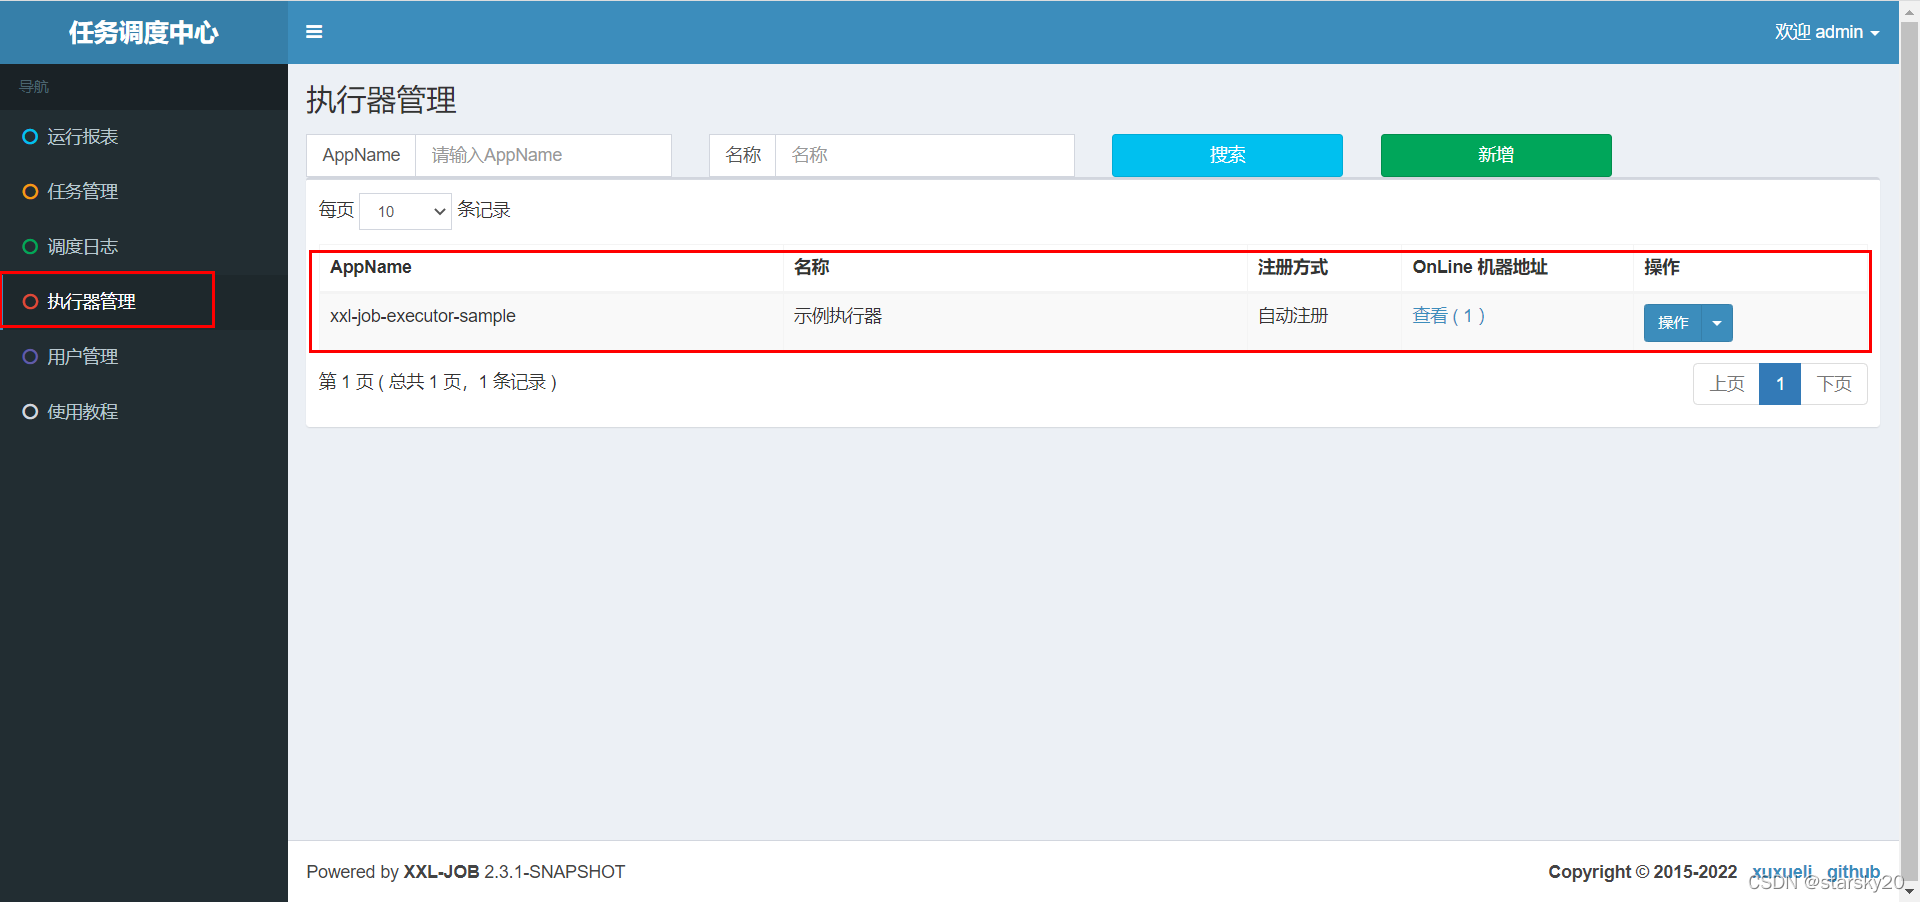 任务调度中心
欢迎 admin
导航
运行报表
任务管理
调度日志
执行器管理
用户管理
使用教程
执行器管理
AppName 请输入AppName 名称 名称 搜索 新增
每页 10 条记录
AppName 名称 注册方式 OnLine 机器地址 操作
xxl-job-executor-sample 示例执行器 自动注册 查看 ( 1 ) 操作
第 1 页 ( 总共 1 页，1 条记录 ) 上页 1 下页
Powered by XXL-JOB 2.3.1-SNAPSHOT Copyright © 2015-2022 xuxueli github
CSDN @starsky20